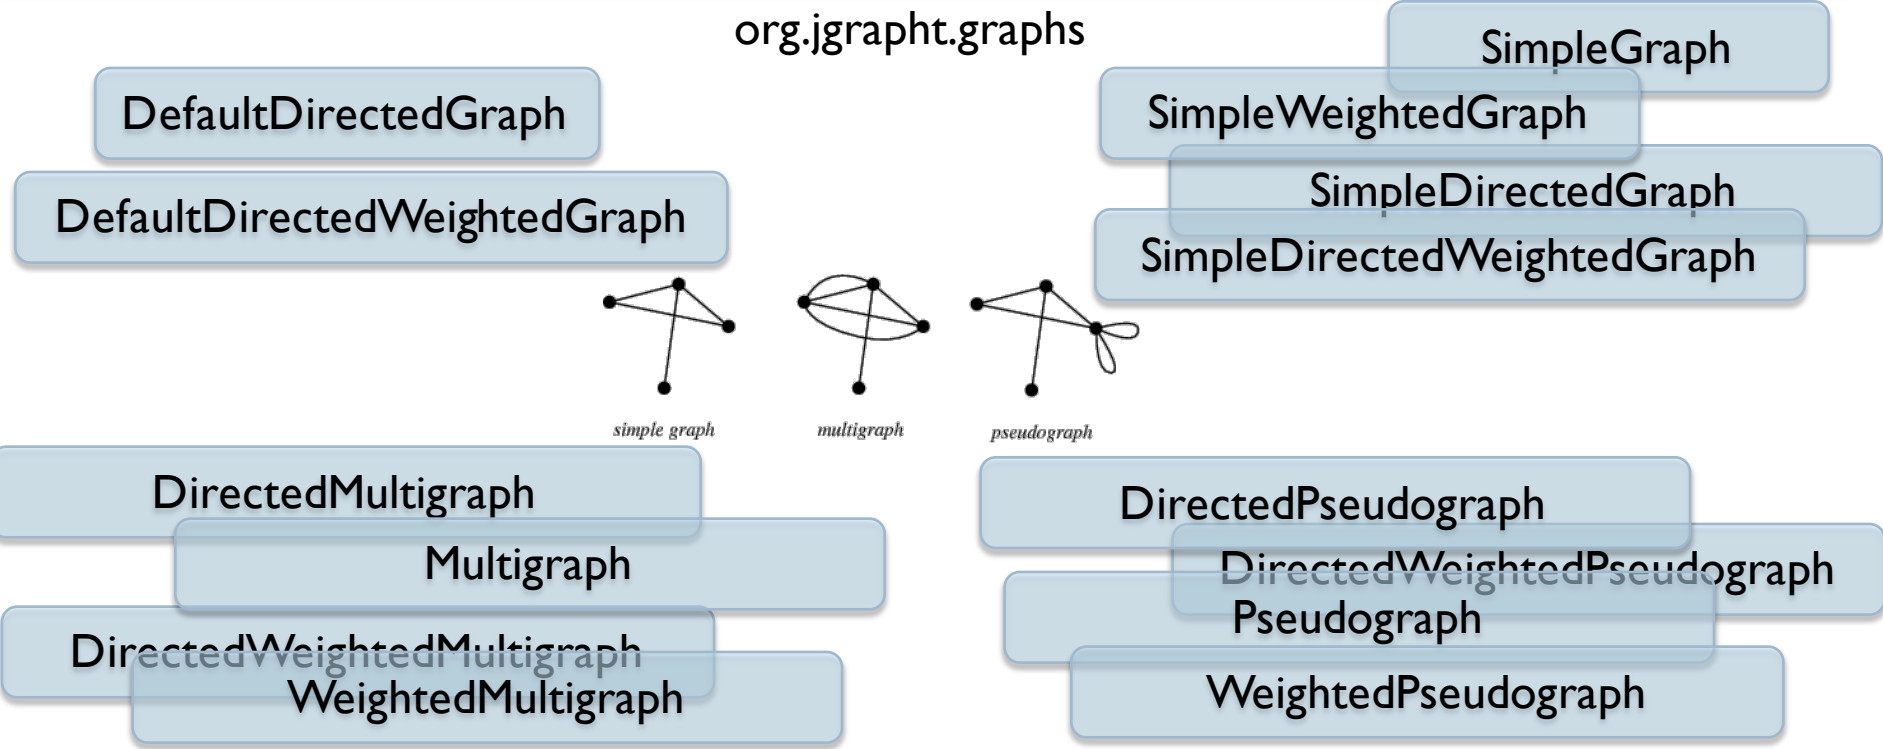 org.jgrapht.graphs
DefaultDirectedGraph
DefaultDirectedWeightedGraph
SimpleGraph
SimpleWeightedGraph
SimpleDirectedGraph
SimpleDirectedWeightedGraph
simple graph
multigraph
pseudograph
DirectedMultigraph
Multigraph
DirectedWeightedMultigraph
WeightedMultigraph
DirectedPseudograph
DirectedWeightedPseudograph
Pseudograph
WeightedPseudograph